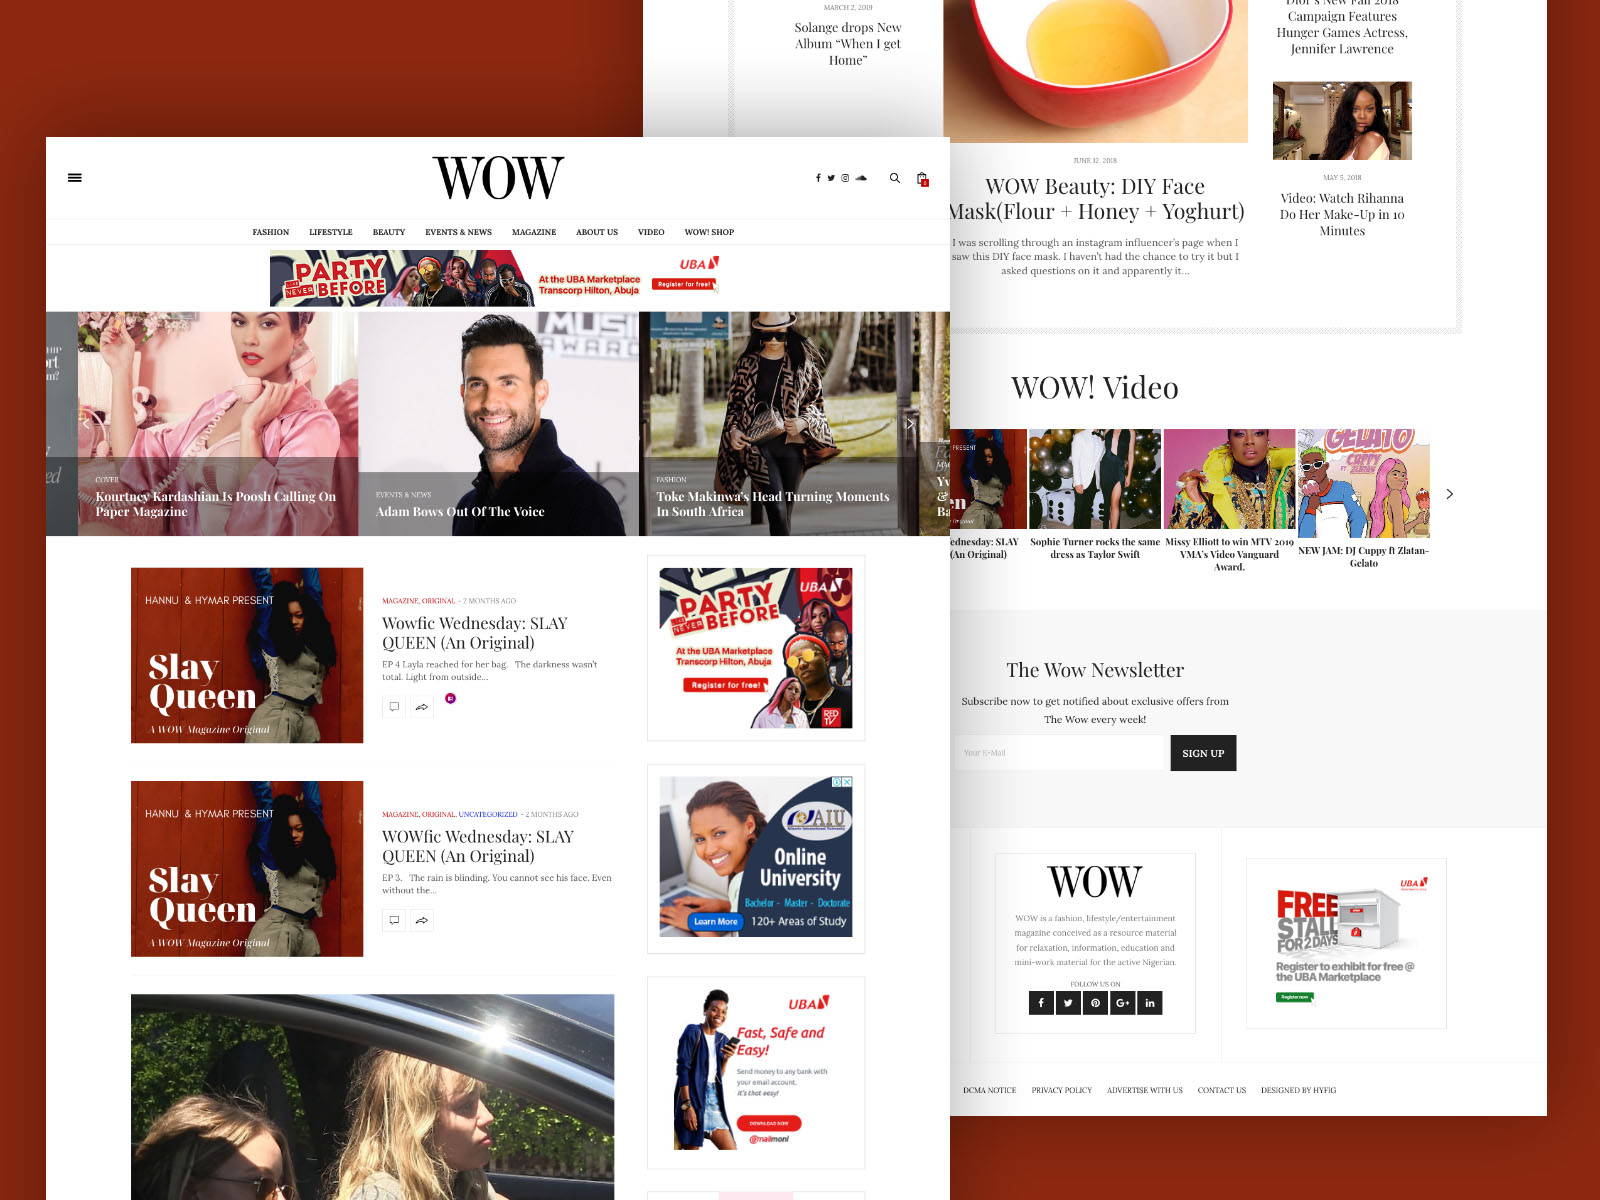 WOW
FASHION LIFESTYLE BEAUTY EVENTS & NEWS MAGAZINE ABOUT US VIDEO WOW! SHOP
PARTY
LIKE NEVER
BEFORE
At the UBA Marketplace
Transcorp Hilton, Abuja
UBA
Register for free!
COVER
Kourtney Kardashian Is Poosh Calling On
Paper Magazine
EVENTS & NEWS
Adam Bows Out Of The Voice
FASHION
Toke Makinwa's Head Turning Moments
In South Africa
HANNU & HYMAR PRESENT
Slay
Queen
A WOW Magazine Original
MAGAZINE, ORIGINAL - 2 MONTHS AGO
Wowfic Wednesday: SLAY
QUEEN (An Original)
EP 4 Layla reached for her bag. The darkness wasn't
total. Light from outside...
HANNU & HYMAR PRESENT
Slay
Queen
A WOW Magazine Original
MAGAZINE, ORIGINAL, UNCATEGORIZED - 2 MONTHS AGO
WOWfic Wednesday: SLAY
QUEEN (An Original)
EP 3. The rain is blinding. You cannot see his face. Even
without the...
UBA
PARTY
LIKE NEVER
BEFORE
At the UBA Marketplace
Transcorp Hilton, Abuja
Register for free!
RED
TV
AIU
Online
University
Bachelor - Master - Doctorate
Learn More
120+ Areas of Study
UBA
Fast, Safe and
Easy!
Send money to any bank with
your email account.
It's that easy!
DOWNLOAD NOW
@mailmoni
MARCH 2, 2019
Solange drops New
Album “When I get
Home”
JUNE 12, 2018
WOW Beauty: DIY Face
Mask(Flour + Honey + Yoghurt)
I was scrolling through an instagram influencer's page when I
saw this DIY face mask. I haven't had the chance to try it but I
asked questions on it and apparently it...
Dior's New Fall 2018
Campaign Features
Hunger Games Actress,
Jennifer Lawrence
MAY 5, 2018
Video: Watch Rihanna
Do Her Make-Up in 10
Minutes
WOW! Video
PRESENT
en
ednesday: SLAY
(An Original)
Sophie Turner rocks the same
dress as Taylor Swift
Missy Elliott to win MTV 2019
VMA's Video Vanguard
Award.
GELATO
CUPPY
FT ZLATAN
NEW JAM: DJ Cuppy ft Zlatan-
Gelato
The Wow Newsletter
Subscribe now to get notified about exclusive offers from
The Wow every week!
Your E-Mail
SIGN UP
WOW
WOW is a fashion, lifestyle/entertainment
magazine conceived as a resource material
for relaxation, information, education and
mini-work material for the active Nigerian.
FOLLOW US ON
UBA
FREE
STALL
FOR 2 DAYS
Register to exhibit for free @
the UBA Marketplace
Register now
DCMA NOTICE PRIVACY POLICY ADVERTISE WITH US CONTACT US DESIGNED BY HYFIG